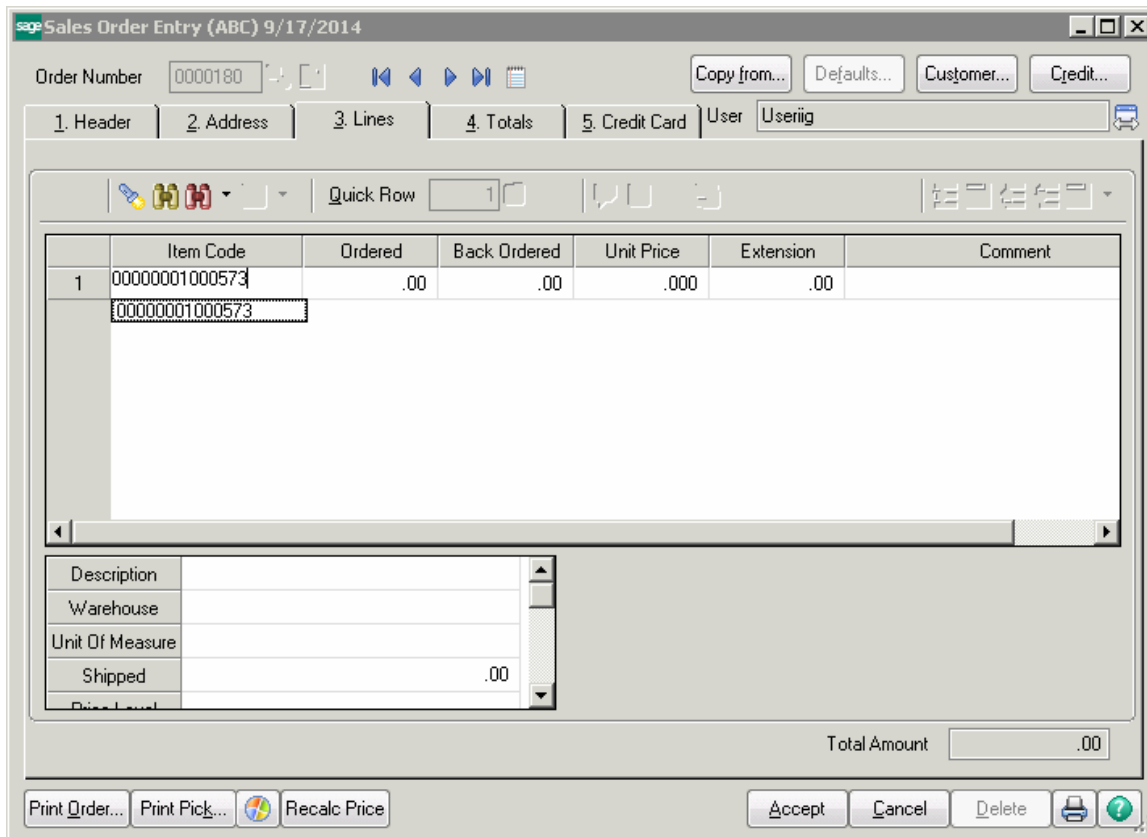 sage Sales Order Entry (ABC) 9/17/2014
Order Number 0000180 Copy from... Defaults... Customer... Credit...
1. Header 2. Address 3. Lines 4. Totals 5. Credit Card User Useriig
Quick Row 1
Item Code Ordered Back Ordered Unit Price Extension Comment
1 00000001000573 .00 .00 .000 .00
00000001000573
Description
Warehouse
Unit Of Measure
Shipped .00
Price Level
Total Amount .00
Print Order... Print Pick... Recalc Price Accept Cancel Delete